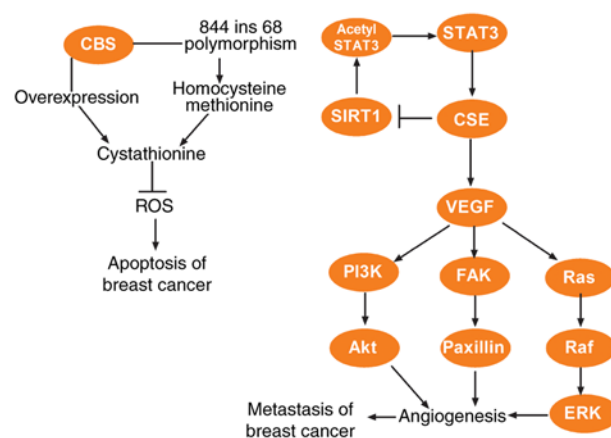 CBS
844 ins 68
polymorphism
Overexpression
Homocysteine
methionine
Cystathionine
ROS
Apoptosis of
breast cancer
Acetyl
STAT3
STAT3
SIRT1
CSE
VEGF
PI3K
FAK
Ras
Akt
Paxillin
Raf
Metastasis of
breast cancer
Angiogenesis
ERK